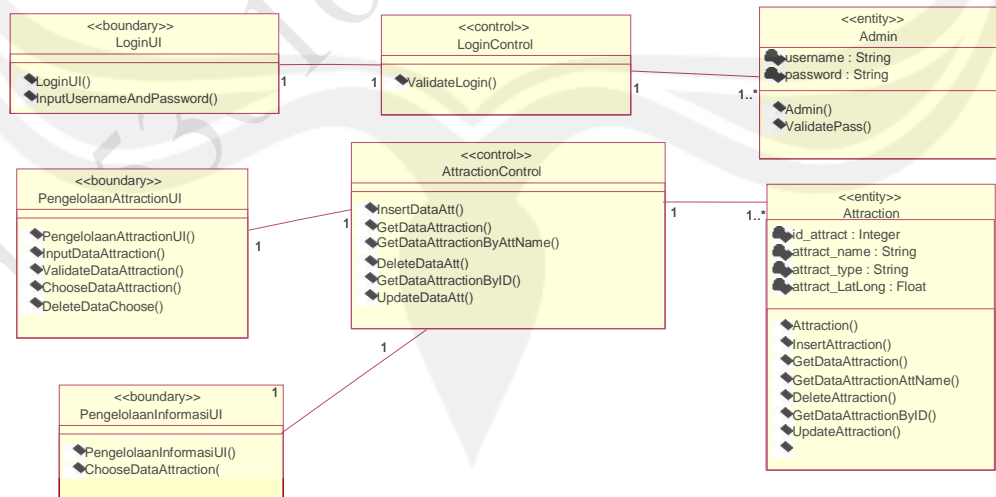 <<boundary>>
LoginUI
LoginUI()
InputUsernameAndPassword()
1
1
<<control>>
LoginControl
ValidateLogin()
1
1..*
<<entity>>
Admin
username : String
password : String
Admin()
ValidatePass()
<<boundary>>
PengelolaanAttractionUI
PengelolaanAttractionUI()
InputDataAttraction()
ValidateDataAttraction()
ChooseDataAttraction()
DeleteDataChoose()
1
1
<<control>>
AttractionControl
InsertDataAtt()
GetDataAttraction()
GetDataAttractionByAttName()
DeleteDataAtt()
GetDataAttractionByID()
UpdateDataAtt()
1
1..*
<<entity>>
Attraction
id_attract : Integer
attract_name : String
attract_type : String
attract_LatLong : Float
Attraction()
InsertAttraction()
GetDataAttraction()
GetDataAttractionAttName()
DeleteAttraction()
GetDataAttractionByID()
UpdateAttraction()
1
1
<<boundary>>
PengelolaanInformasiUI
PengelolaanInformasiUI()
ChooseDataAttraction(